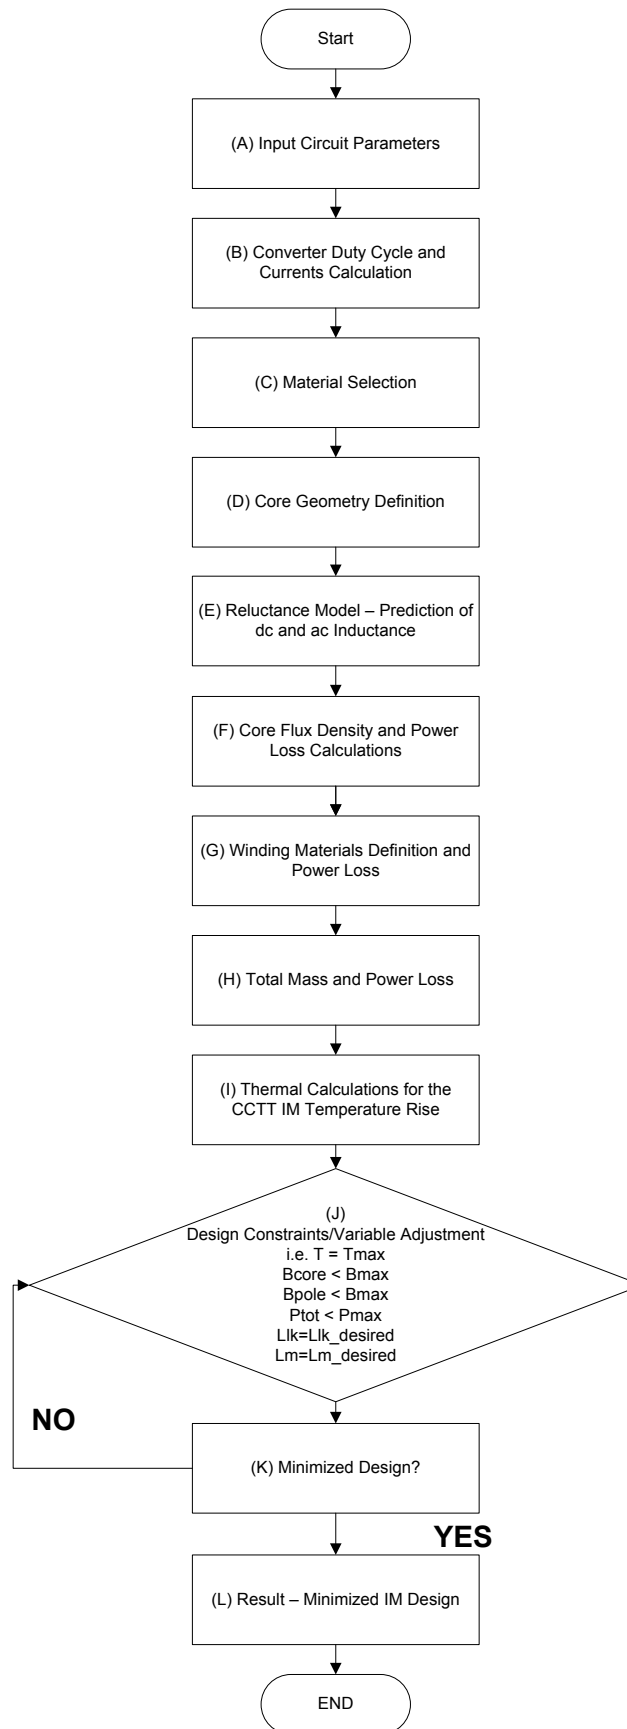 Start
(A) Input Circuit Parameters
(B) Converter Duty Cycle and
Currents Calculation
(C) Material Selection
(D) Core Geometry Definition
(E) Reluctance Model – Prediction of
dc and ac Inductance
(F) Core Flux Density and Power
Loss Calculations
(G) Winding Materials Definition and
Power Loss
(H) Total Mass and Power Loss
(I) Thermal Calculations for the
CCTT IM Temperature Rise
(J)
Design Constraints/Variable Adjustment
i.e. T = Tmax
Bcore < Bmax
Bpole < Bmax
Ptot < Pmax
Llk=Llk_desired
Lm=Lm_desired
NO
(K) Minimized Design?
YES
(L) Result – Minimized IM Design
END